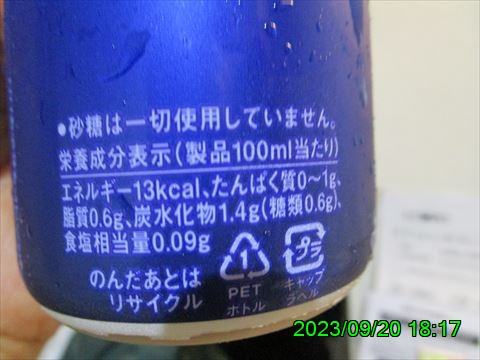 •砂糖は一切使用していません。
栄養成分表示(製品100ml当たり)
エネルギー13kcal、たんぱく質0〜1g、
脂質0.6g、炭水化物1.4g(糖類0.6g)、
食塩相当量0.09g
のんだあとは
リサイクル
1
PET
ボトル
プラ
キャップ
ラベル
2023/09/20 18:17